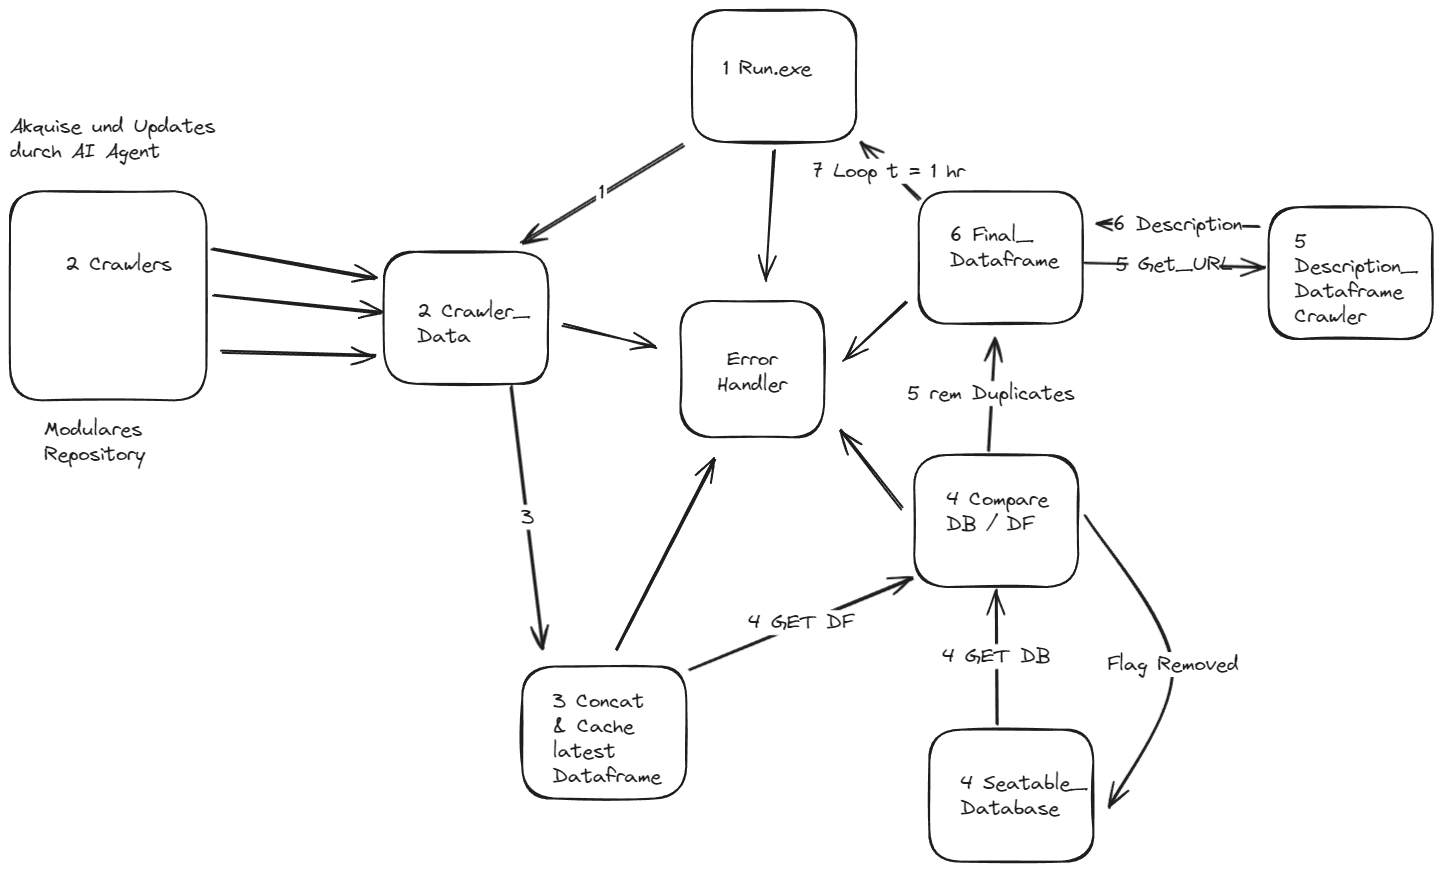 1 Run.exe
Akquise und Updates
durch AI Agent
7 Loop t = 1 hr
1
2 Crawlers
6 Final_
Dataframe
6 Description
5 Get_URL
5
Description_
Dataframe
Crawler
2 Crawler_
Data
Error
Handler
5 rem Duplicates
Modulares
Repository
3
4 Compare
DB / DF
4 GET DF
4 GET DB
Flag Removed
3 Concat
& Cache
latest
Dataframe
4 Seatable_
Database